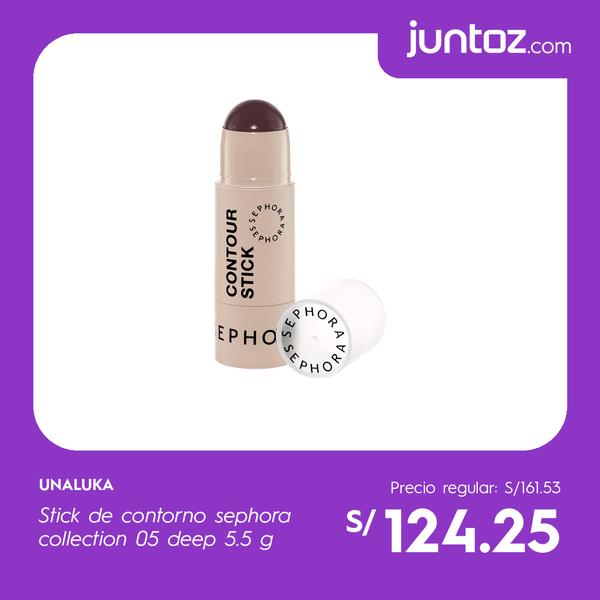 juntoz.com
CONTOUR
STICK
SEPHORA
SEPHORA
EPHO
SEPHORA
SEPHORA
UNALUKA
Precio regular: S/161.53
Stick de contorno sephora
collection 05 deep 5.5 g
S/124.25